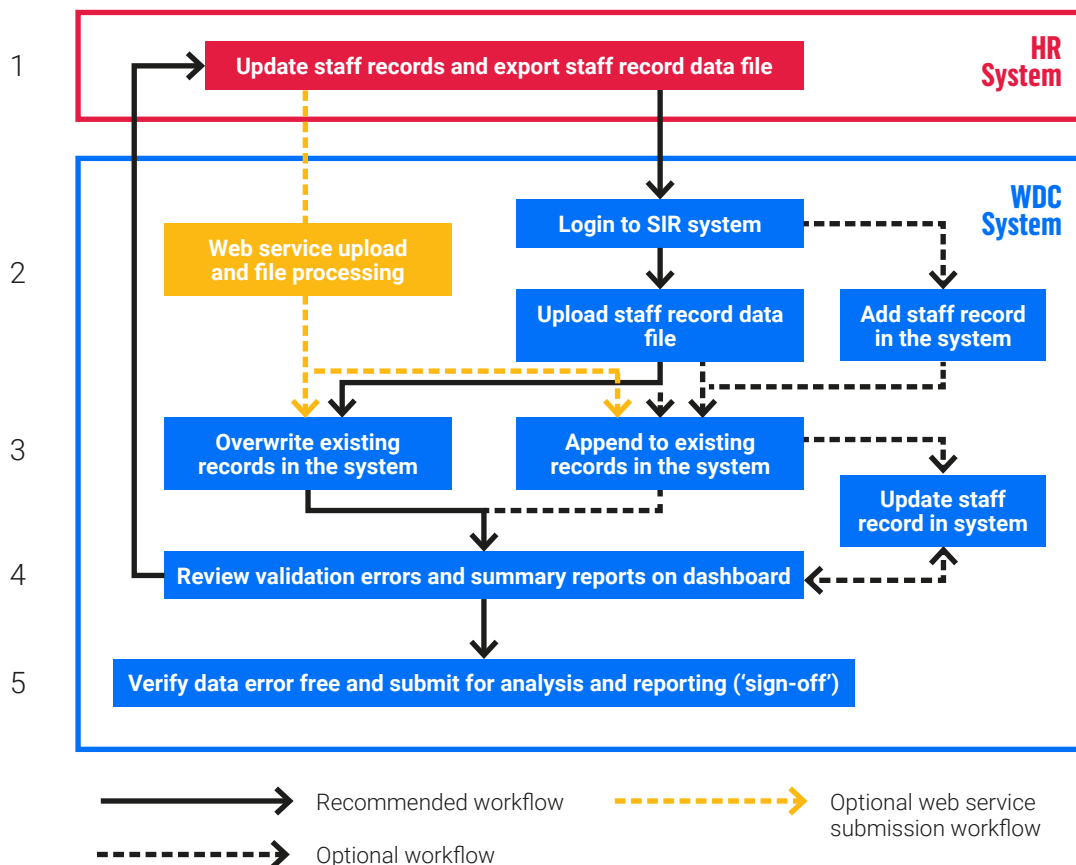 HR
System
1
Update staff records and export staff record data file
WDC
System
Login to SIR system
2
Web service upload
and file processing
Upload staff record data
file
Add staff record
in the system
3
Overwrite existing
records in the system
Append to existing
records in the system
Update staff
record in system
4
Review validation errors and summary reports on dashboard
5
Verify data error free and submit for analysis and reporting (‘sign-off’)
Recommended workflow
Optional web service
submission workflow
Optional workflow